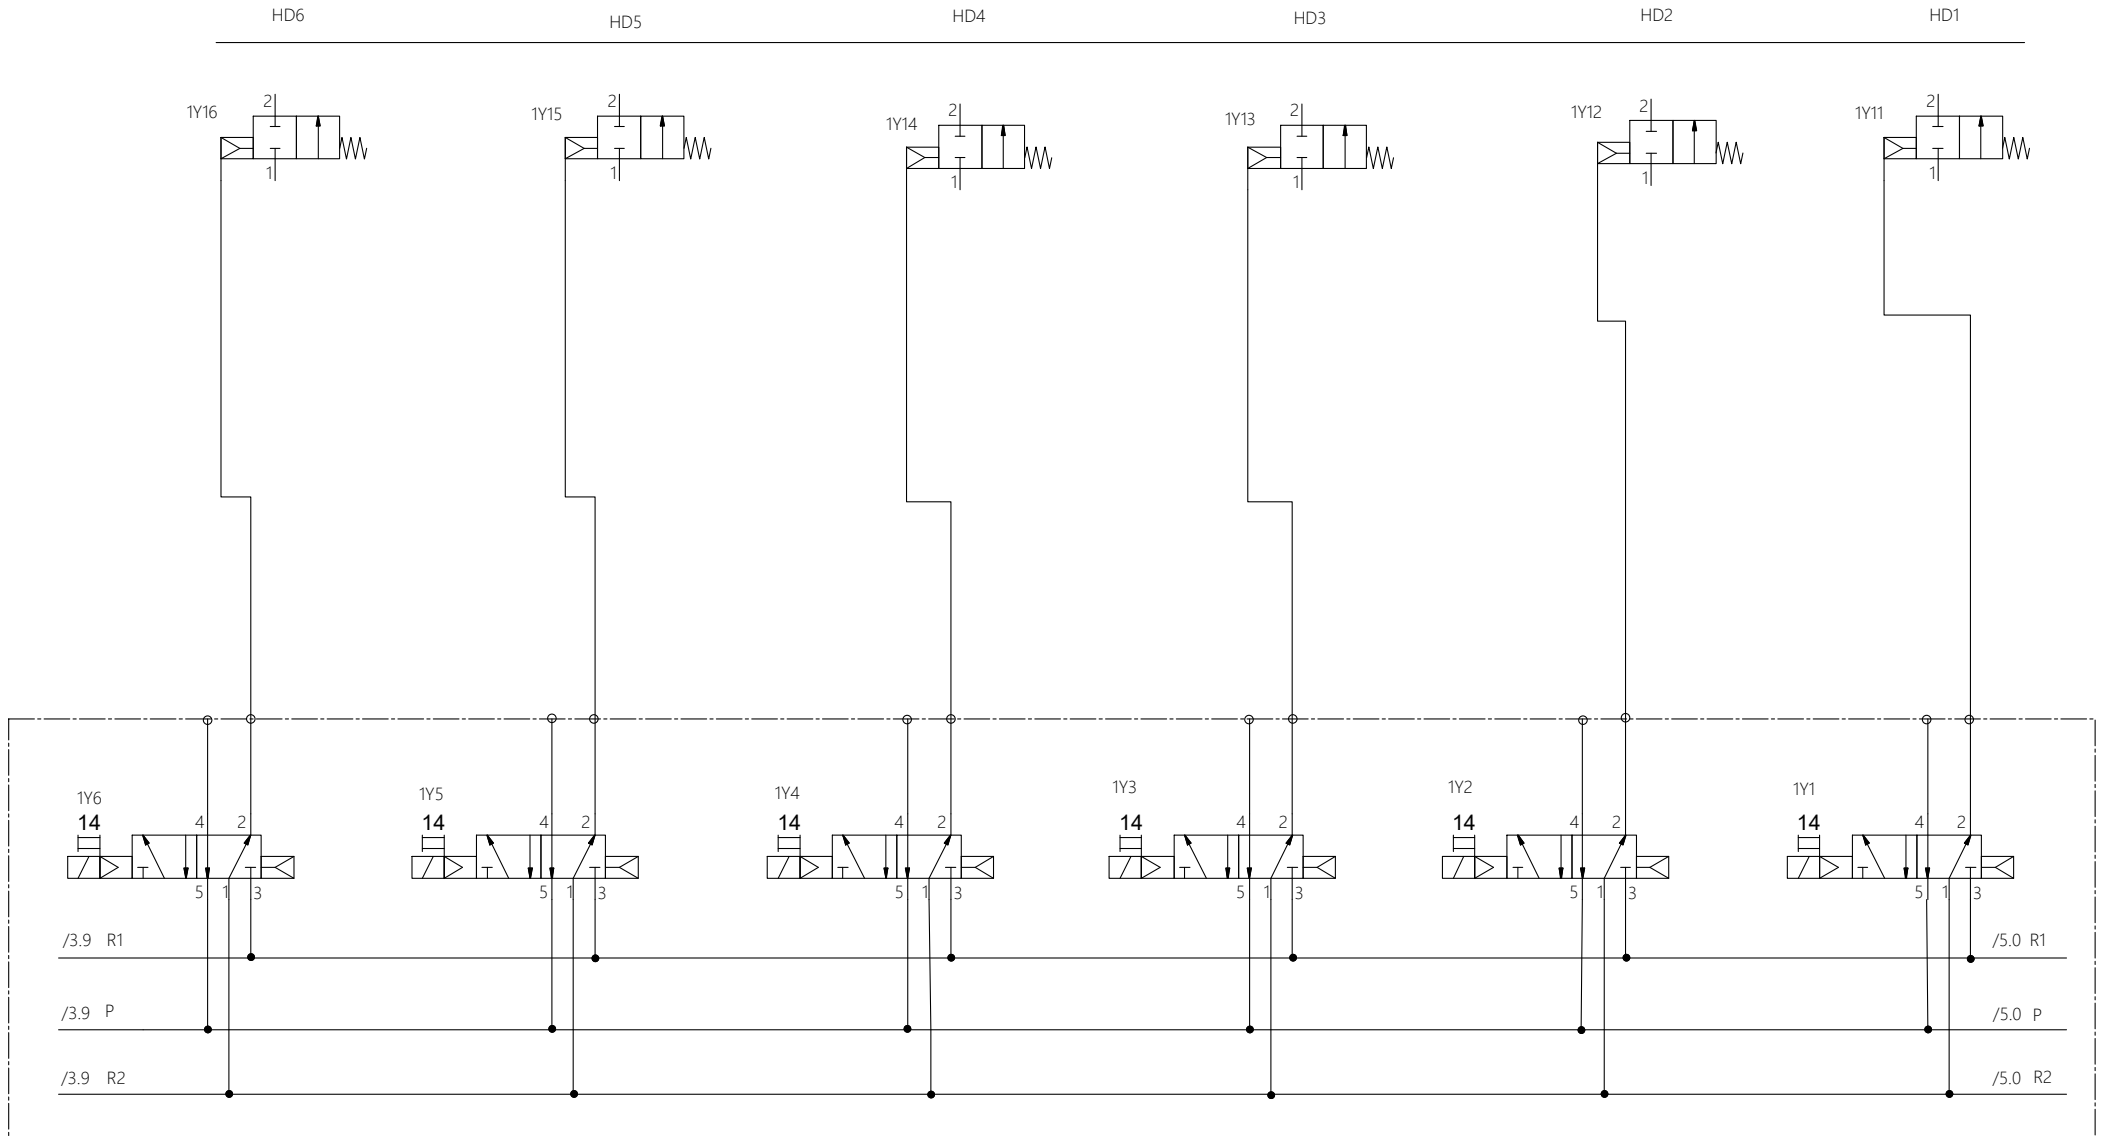 HD6 HD5 HD4 HD3 HD2 HD1
1Y16 2 1Y15 2 1Y14 2 1Y13 2 1Y12 2 1Y11 2
1 1 1 1 1 1
1Y6 1Y5 1Y4 1Y3 1Y2 1Y1
14 4 2 14 4 2 14 4 2 14 4 2 14 4 2 14 4 2
5 1 3 5 1 3 5 1 3 5 1 3 5 1 3 5 1 3
/3.9 R1 /5.0 R1
/3.9 P /5.0 P
/3.9 R2 /5.0 R2